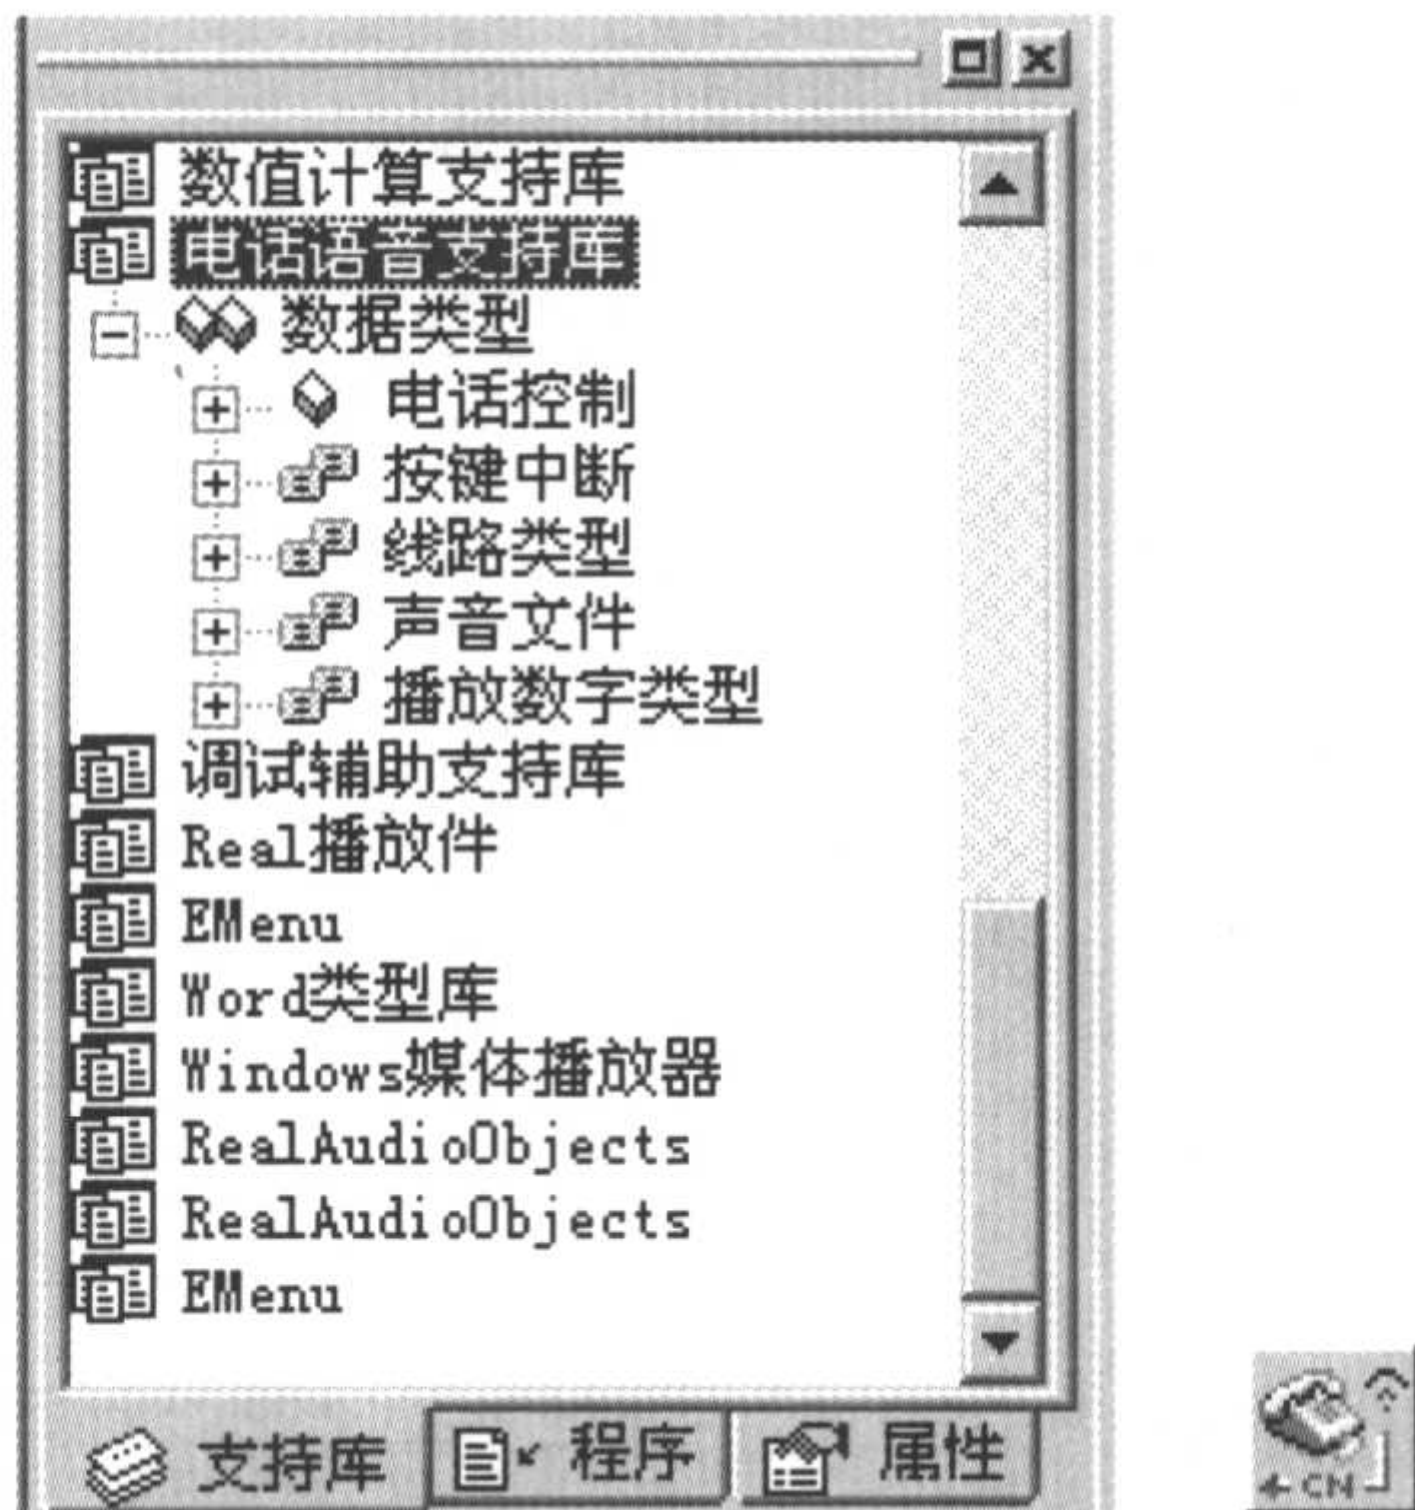 数值计算支持库
电话语音支持库
数据类型
电话控制
按键中断
线路类型
声音文件
播放数字类型
调试辅助支持库
Real播放件
EMenu
Word类型库
Windows媒体播放器
RealAudioObjects
RealAudioObjects
EMenu
支持库 程序 属性
CN